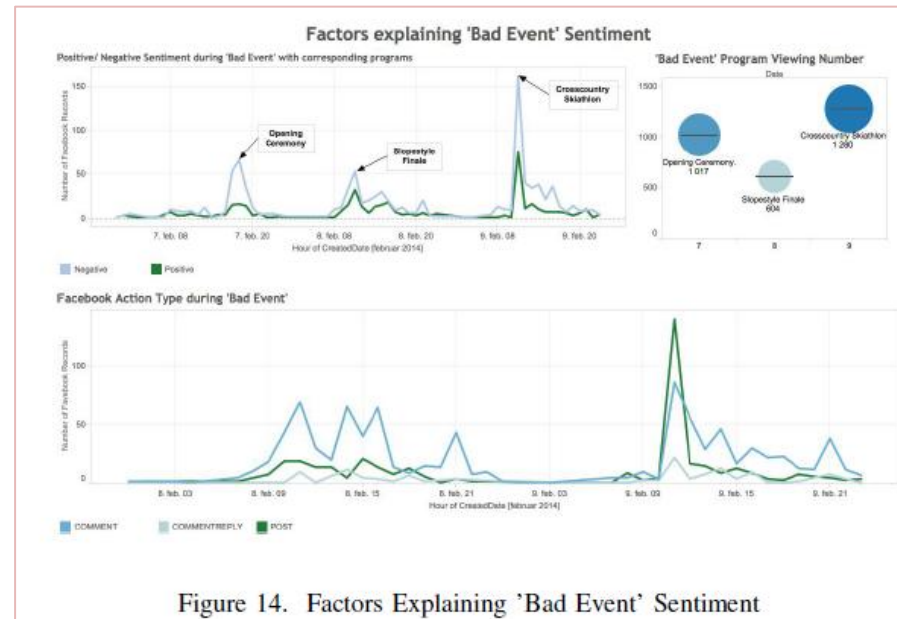 Factors explaining 'Bad Event' Sentiment
Positive/ Negative Sentiment during 'Bad Event' with corresponding programs
150
100
50
0
Number of Facebook Records
Opening
Ceremony
Slopestyle
Finale
Crosscountry
Skiathlon
7. feb. 08
7. feb. 20
8. feb. 08
8. feb. 20
9. feb. 08
9. feb. 20
Hour of CreatedDate [februar 2014]
Negative
Positive
'Bad Event' Program Viewing Number
Date
1500
1000
500
0
Opening Ceremony.
1 017
Slopestyle Finale
604
Crosscountry Skiathlon
1 280
7
8
9
Facebook Action Type during 'Bad Event'
100
50
0
Number of Facebook Records
8. feb. 03
8. feb. 09
8. feb. 15
8. feb. 21
9. feb. 03
9. feb. 09
9. feb. 15
9. feb. 21
Hour of CreatedDate [februar 2014]
COMMENT
COMMENTREPLY
POST
Figure 14. Factors Explaining 'Bad Event' Sentiment